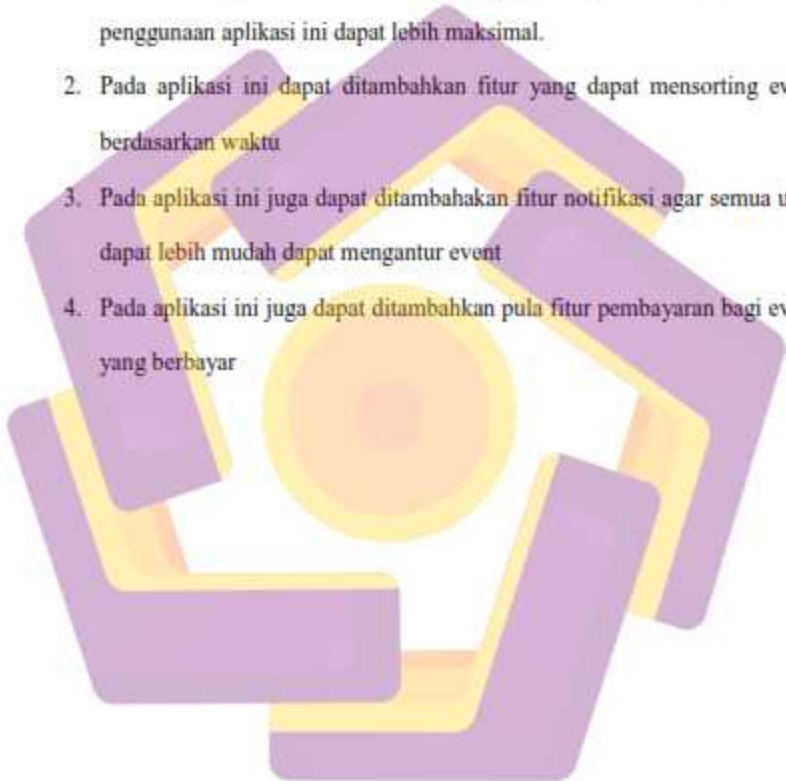 penggunaan aplikasi ini dapat lebih maksimal.
2. Pada aplikasi ini dapat ditambahkan fitur yang dapat mensorting ev
berdasarkan waktu
3. Pada aplikasi ini juga dapat ditambahakan fitur notifikasi agar semua u
dapat lebih mudah dapat mengantur event
4. Pada aplikasi ini juga dapat ditambahkan pula fitur pembayaran bagi ev
yang berbayar